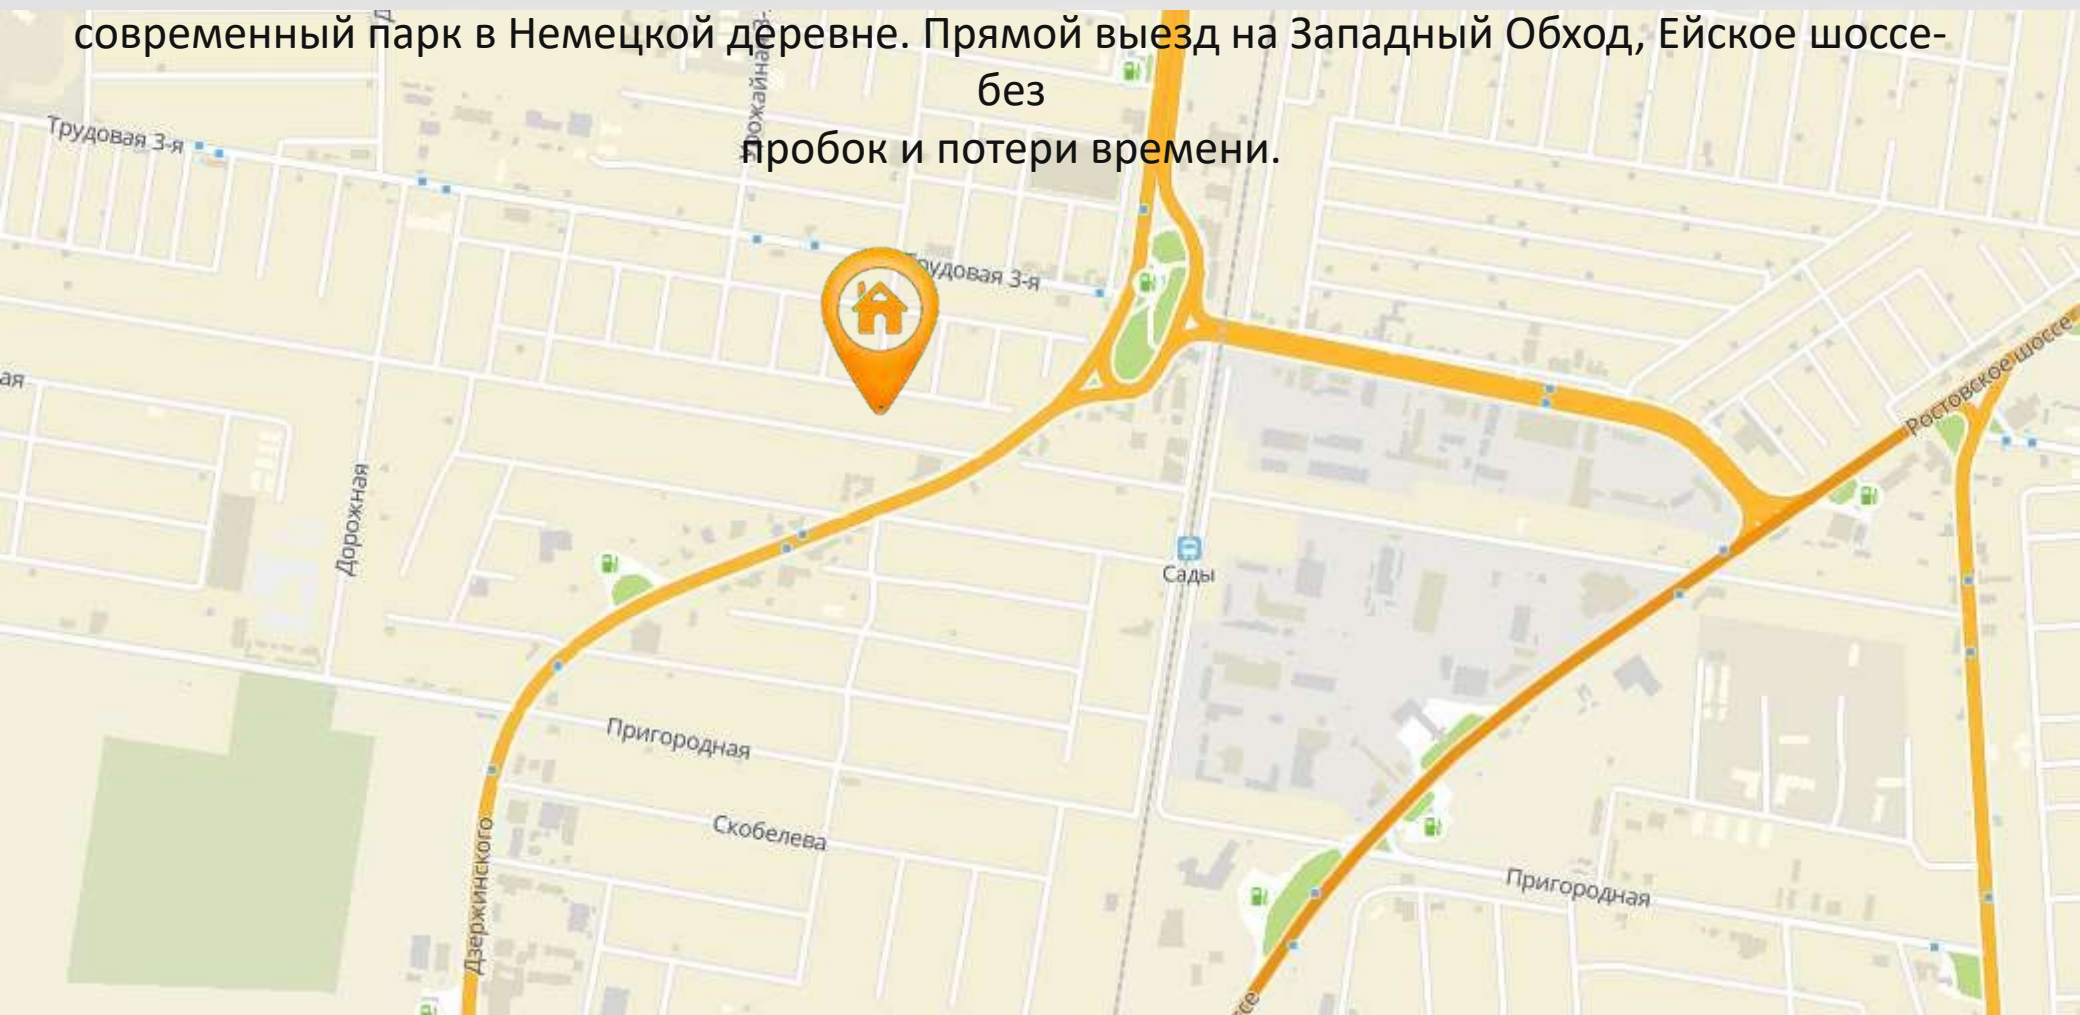 современный парк в Немецкой деревне. Прямой выезд на Западный Обход, Ейское шоссе-
без
пробок и потери времени.
Трудовая 3-я
Трудовая 3-я
Ростовское шоссе
Дорожная
Сады
Пригородная
Скобелева
Дзержинского
Пригородная